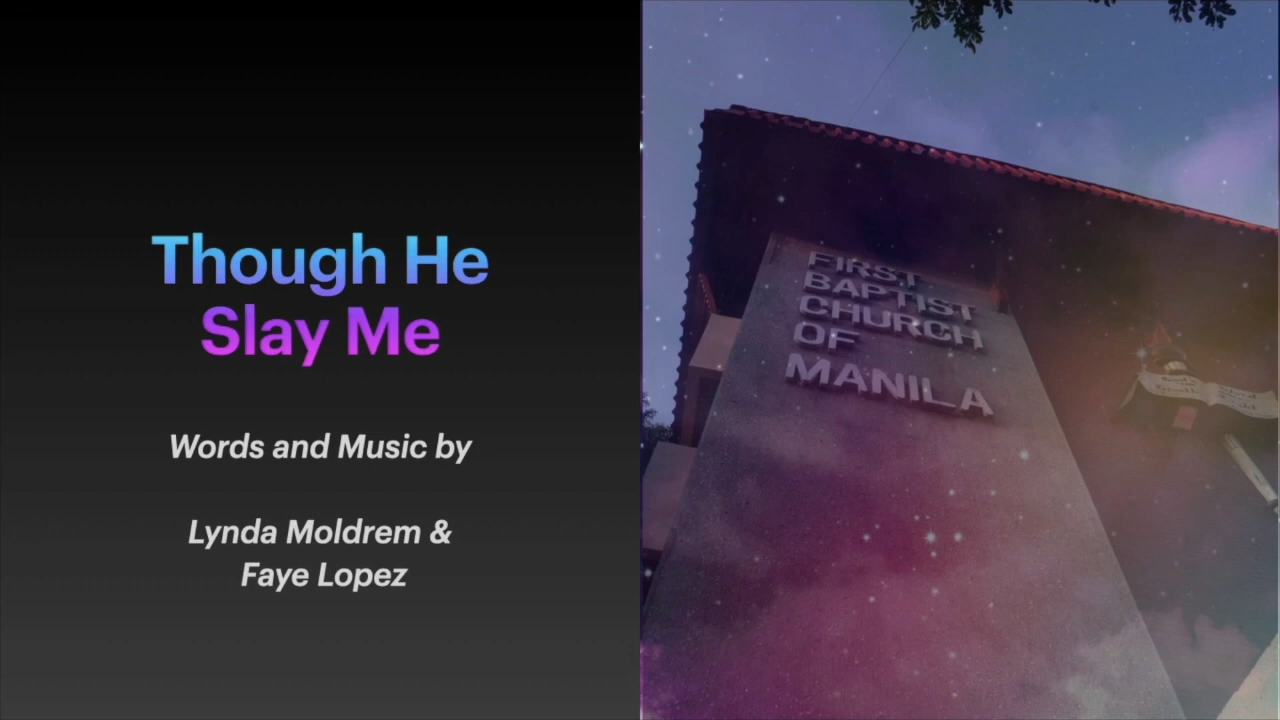 Though He
Slay Me
Words and Music by
Lynda Moldrem &
Faye Lopez
FIRST
BAPTIST
CHURCH
OF
MANILA